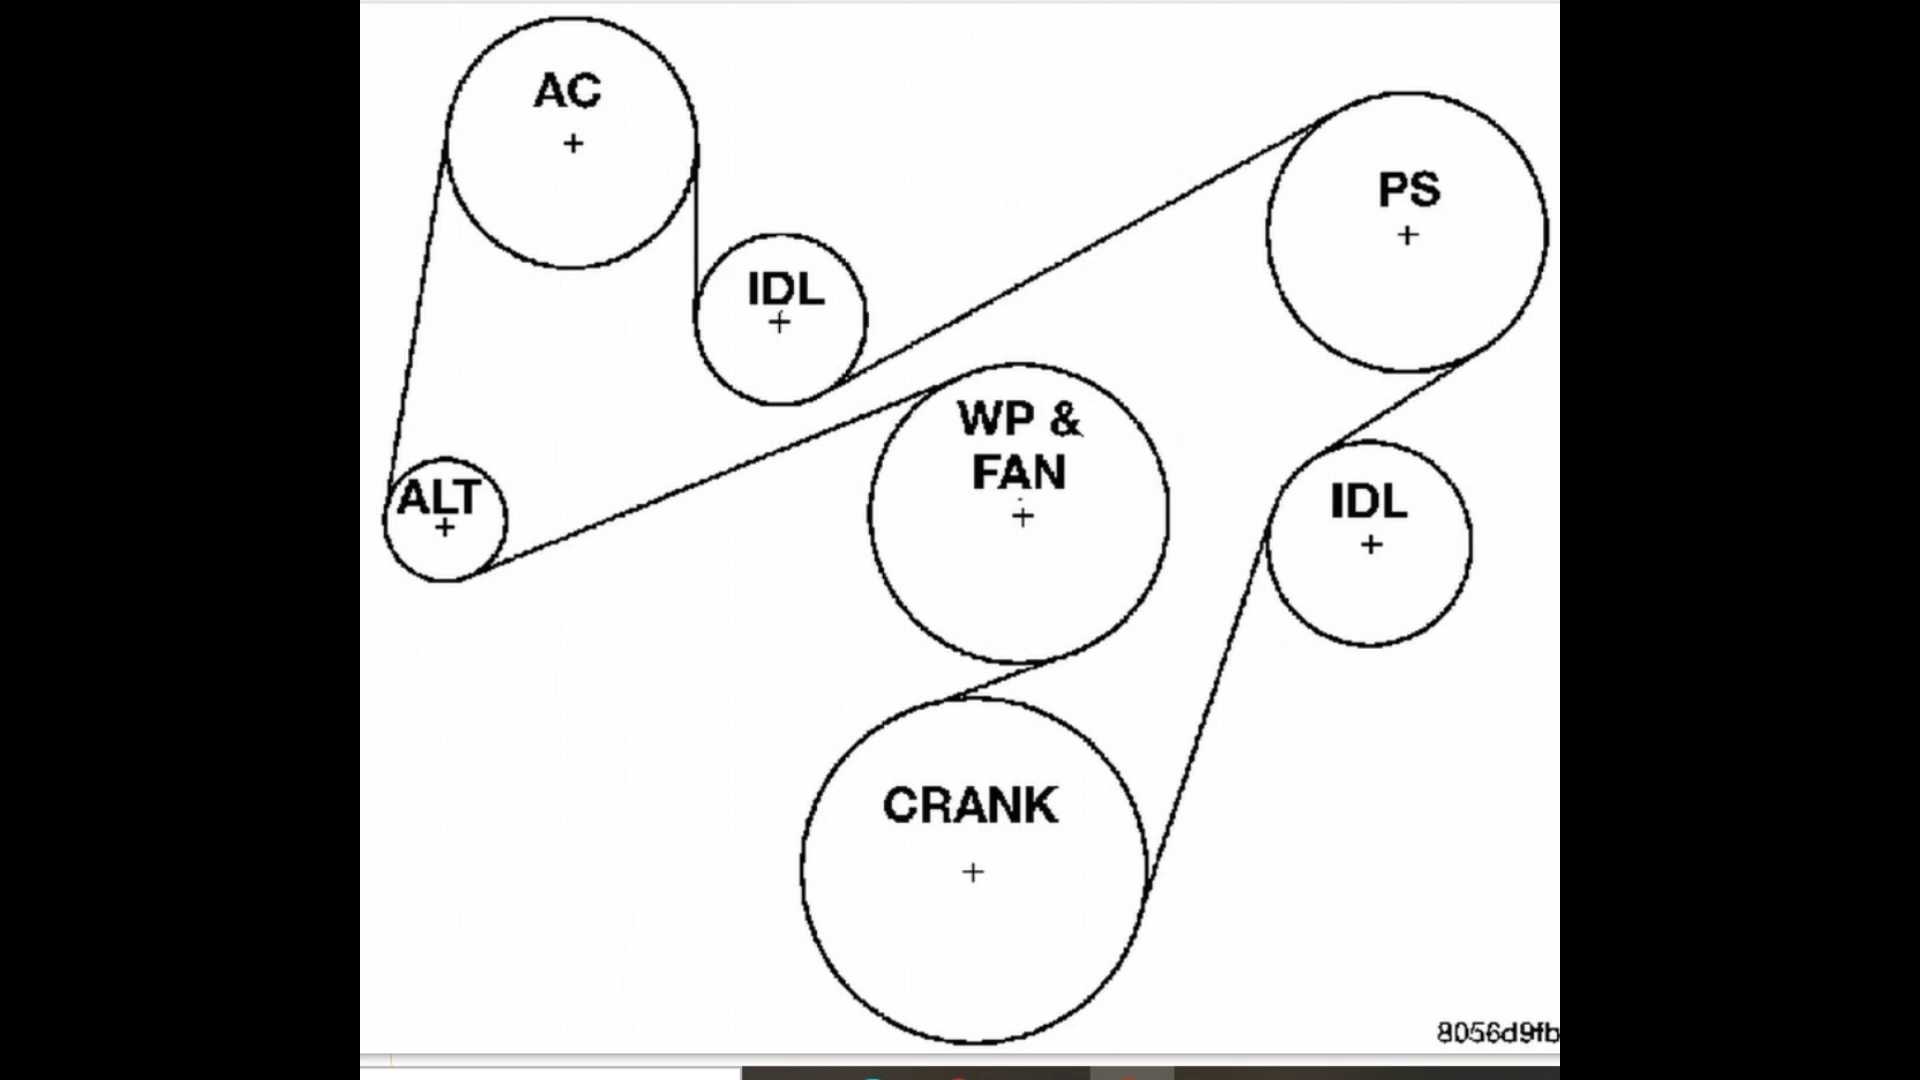 AC
PS
IDL
WP &
FAN
ALT
IDL
CRANK
8056d9fb